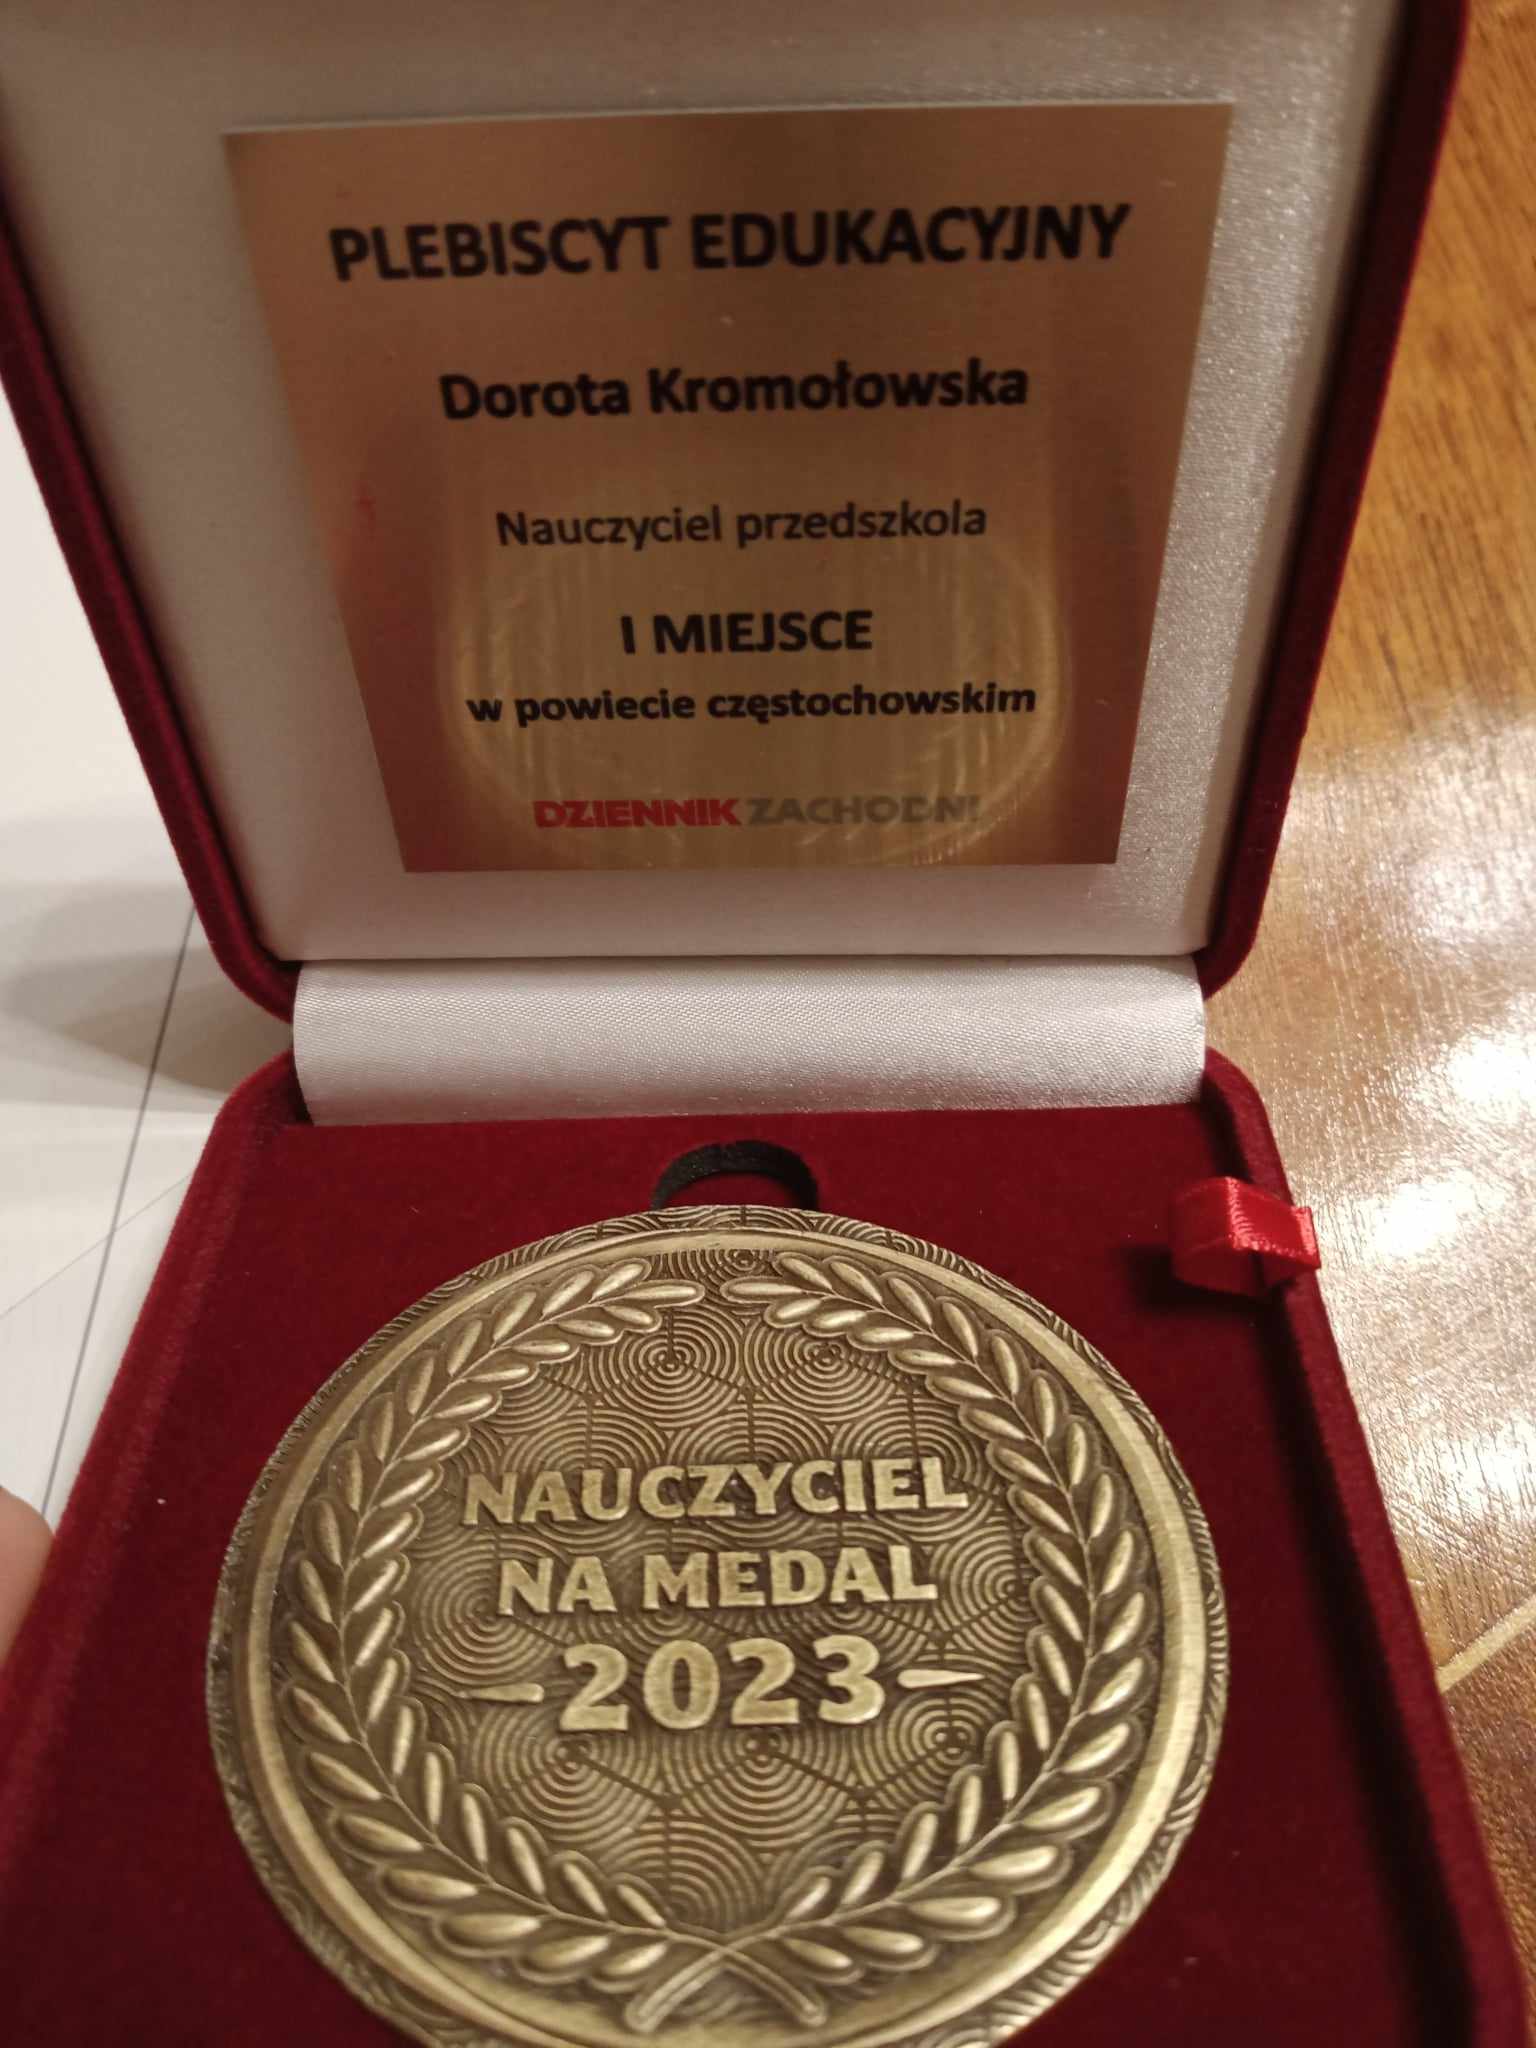 PLEBISCYT EDUKACYJNY
Dorota Kromołowska
Nauczyciel przedszkola
I MIEJSCE
w powiecie częstochowskim
DZIENNIK ZACHODNI
NAUCZYCIEL
NA MEDAL
-2023-